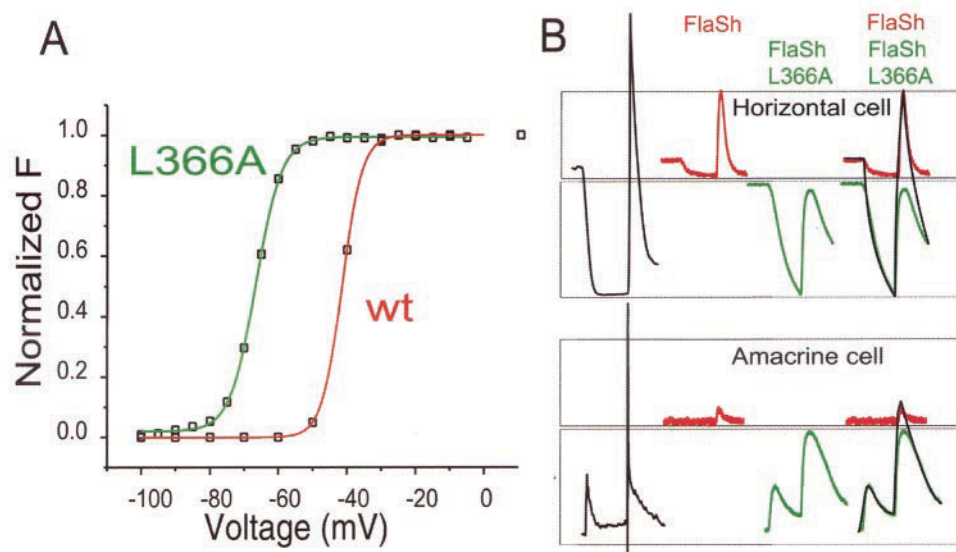 A
Normalized F
1.0
0.8
0.6
0.4
0.2
0.0
L366A
wt
-100
-80
-60
-40
-20
0
Voltage (mV)
B
FlaSh
FlaSh
L366A
FlaSh
FlaSh
L366A
Horizontal cell
Amacrine cell